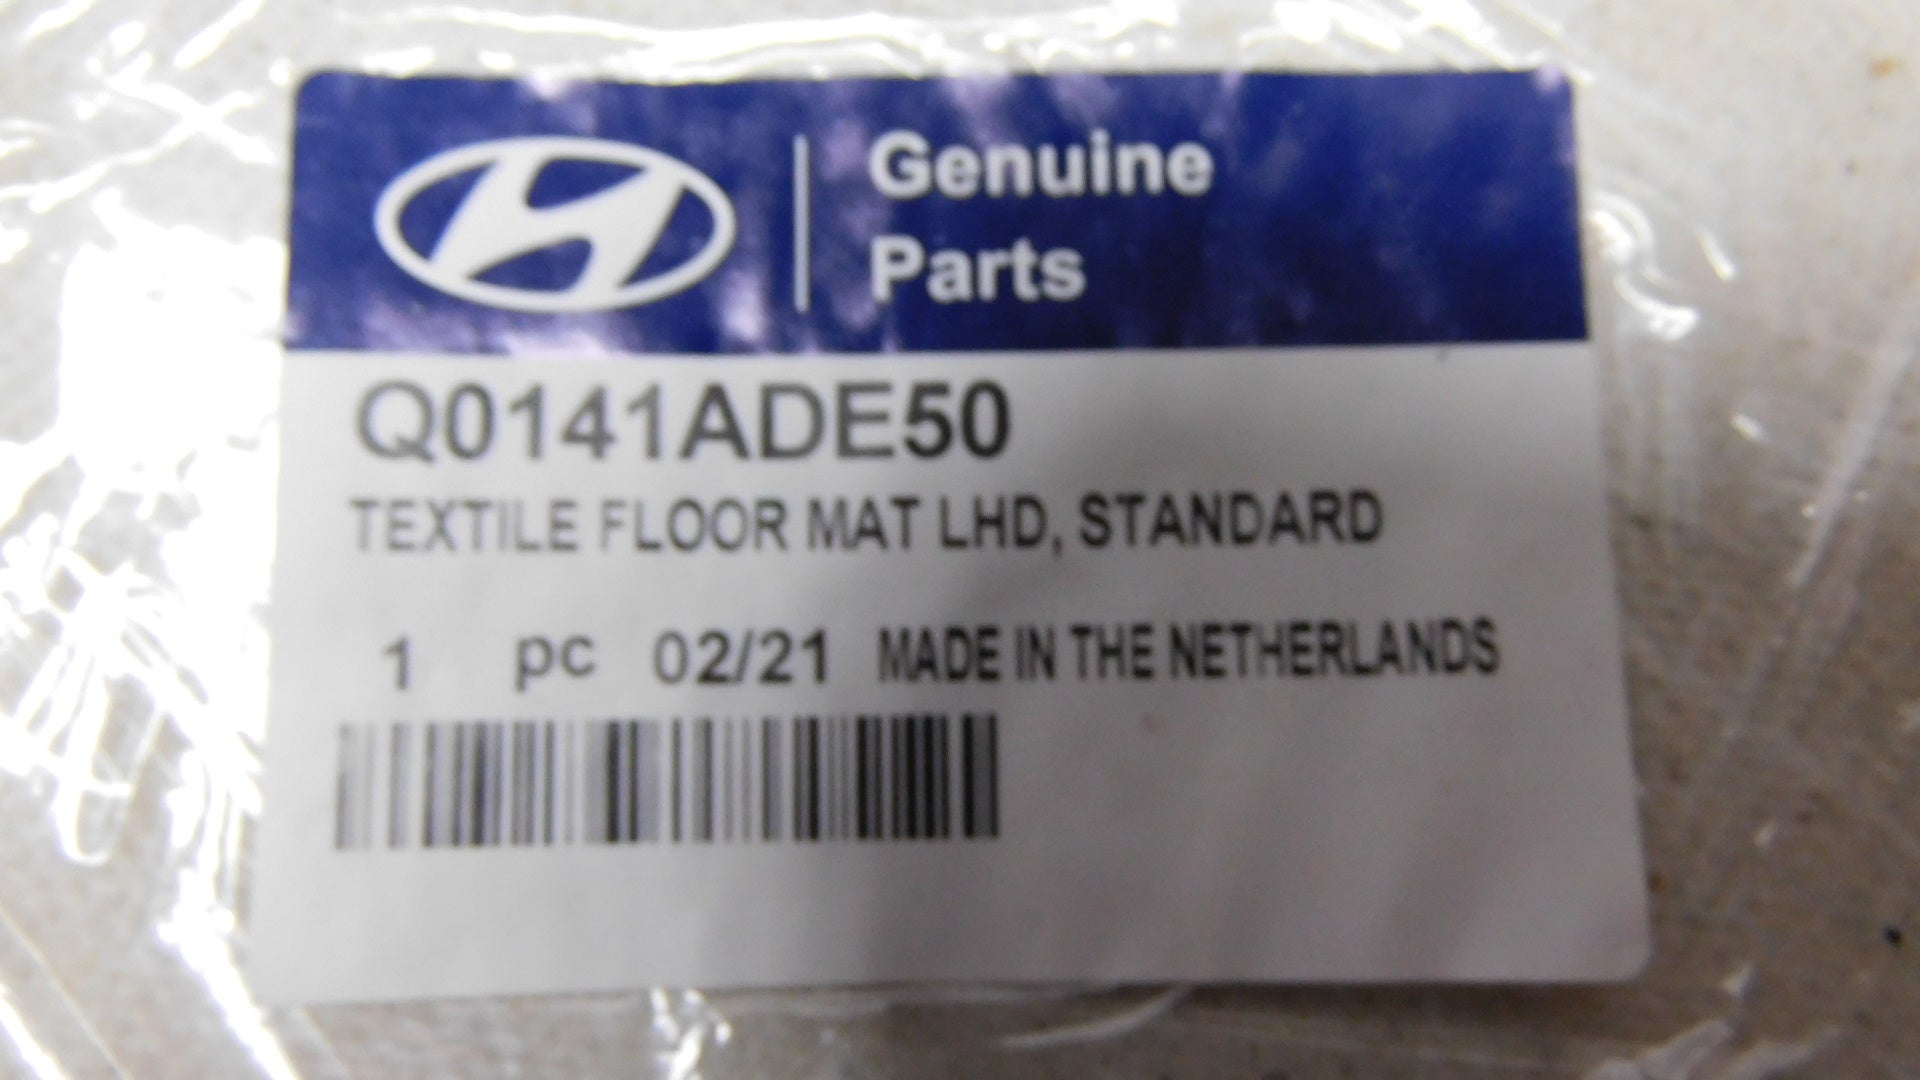 Genuine
Parts
Q0141ADE50
TEXTILE FLOOR MAT LHD, STANDARD
1 pc 02/21 MADE IN THE NETHERLANDS